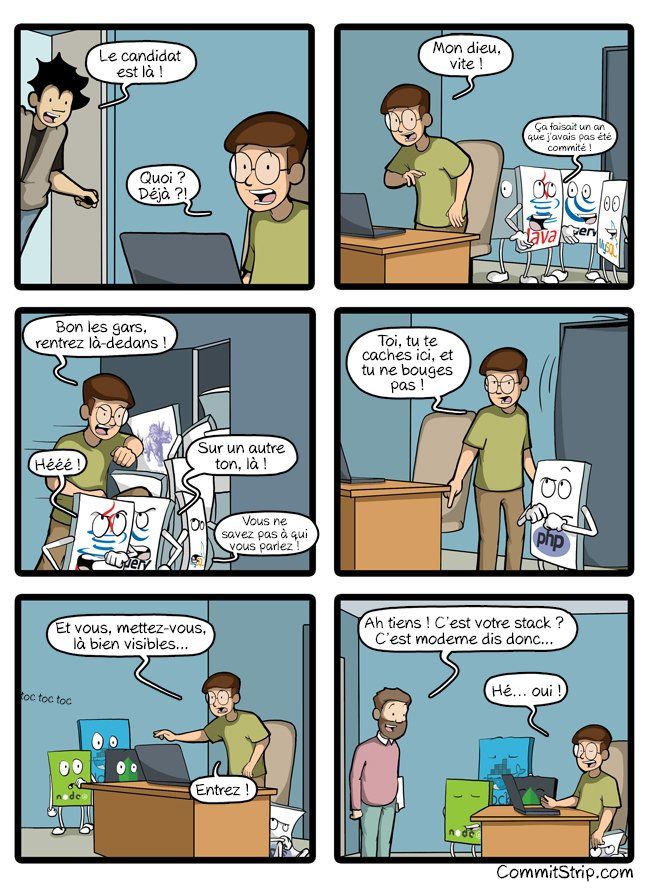 Le candidat
est là !
Quoi ?
Déjà ?!
Mon dieu,
vite !
Ça faisait un an
que j'avais pas été
commité !
Java
MySQL
Bon les gars,
rentrez là-dedans !
Hééé !
Sur un autre
ton, là !
Vous ne
savez pas à qui
vous parlez !
Toi, tu te
caches ici, et
tu ne bouges
pas !
php
Et vous, mettez-vous,
là bien visibles...
toc toc toc
node
Entrez !
Ah tiens ! C'est votre stack ?
C'est moderne dis donc...
Hé... oui !
node
CommitStrip.com